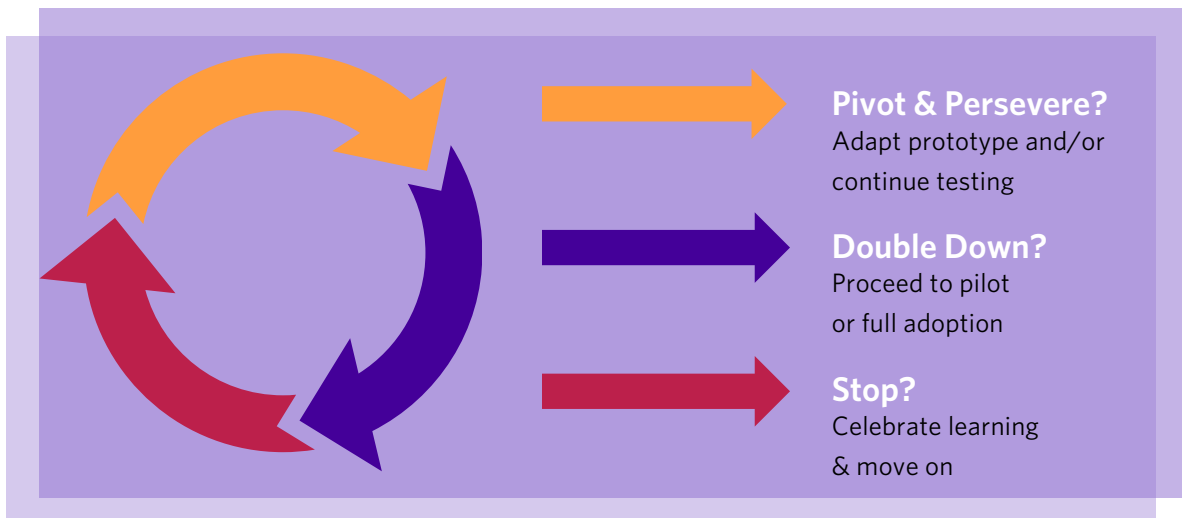 Pivot & Persevere?
Adapt prototype and/or
continue testing
Double Down?
Proceed to pilot
or full adoption
Stop?
Celebrate learning
& move on